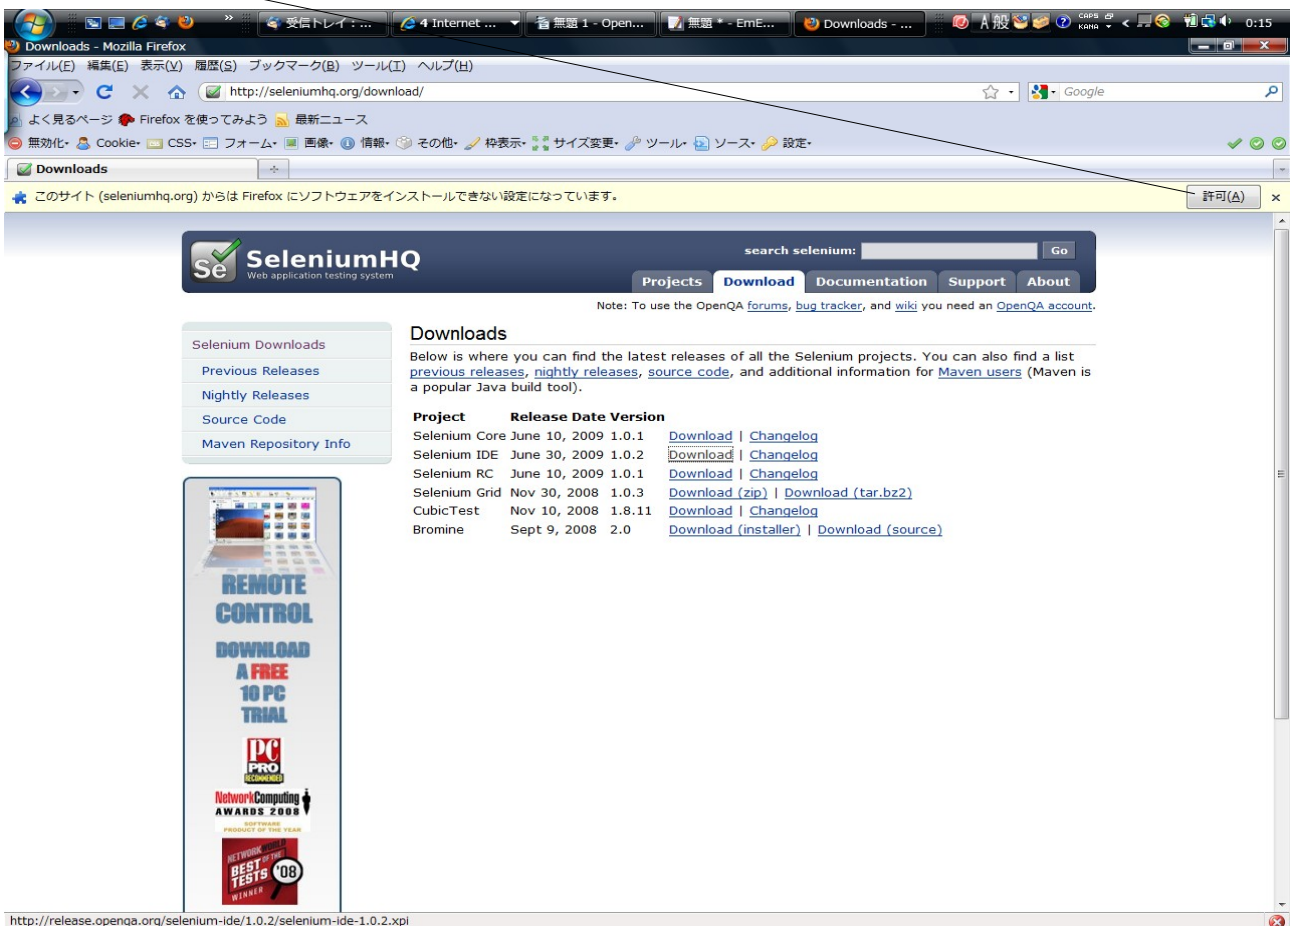 受信トレイ : ...
4 Internet ...
無題 1 - Open...
無題 * - EmE...
Downloads - ...
A 般
CAPS
KANA
0:15
Downloads - Mozilla Firefox
ファイル(F) 編集(E) 表示(V) 履歴(S) ブックマーク(B) ツール(T) ヘルプ(H)
http://seleniumhq.org/download/
Google
よく見るページ Firefox を使ってみよう 最新ニュース
無効化 Cookie CSS フォーム 画像 情報 その他 枠表示 サイズ変更 ツール ソース 設定
Downloads
このサイト (seleniumhq.org) からは Firefox にソフトウェアをインストールできない設定になっています。
許可(A)
Se
SeleniumHQ
Web application testing system
search selenium:
Go
Projects Download Documentation Support About
Note: To use the OpenQA forums, bug tracker, and wiki you need an OpenQA account.
Selenium Downloads
Previous Releases
Nightly Releases
Source Code
Maven Repository Info
Downloads
Below is where you can find the latest releases of all the Selenium projects. You can also find a list
previous releases, nightly releases, source code, and additional information for Maven users (Maven is
a popular Java build tool).
Project Release Date Version
Selenium Core June 10, 2009 1.0.1 Download | Changelog
Selenium IDE June 30, 2009 1.0.2 Download | Changelog
Selenium RC June 10, 2009 1.0.1 Download | Changelog
Selenium Grid Nov 30, 2008 1.0.3 Download (zip) | Download (tar.bz2)
CubicTest Nov 10, 2008 1.8.11 Download | Changelog
Bromine Sept 9, 2008 2.0 Download (installer) | Download (source)
REMOTE
CONTROL
DOWNLOAD
A FREE
10 PC
TRIAL
PC
PRO
RECOMMENDED
NetworkComputing
AWARDS 2008
SOFTWARE
PRODUCT OF THE YEAR
NETWORK WORLD
BEST OF THE
TESTS '08
WINNER
http://release.openqa.org/selenium-ide/1.0.2/selenium-ide-1.0.2.xpi